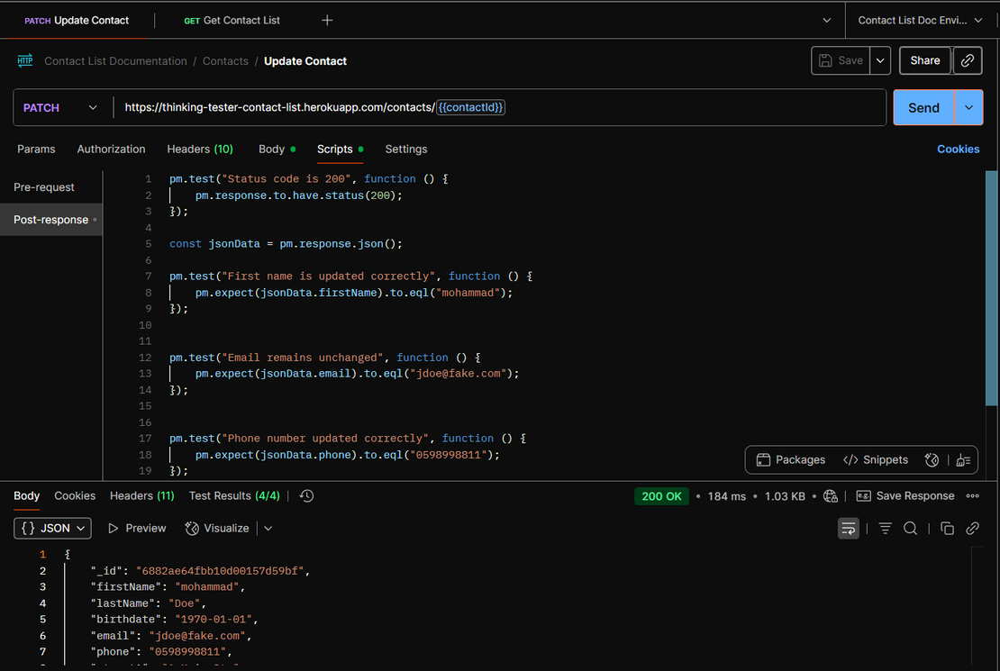 PATCH Update Contact
GET Get Contact List
Contact List Doc Envi...
HTTP
Contact List Documentation / Contacts / Update Contact
Save
Share
PATCH
https://thinking-tester-contact-list.herokuapp.com/contacts/{{contactId}}
Send
Params
Authorization
Headers (10)
Body
Scripts
Settings
Cookies
Pre-request
Post-response
1 pm.test("Status code is 200", function () {
2 pm.response.to.have.status(200);
3 });
4
5 const jsonData = pm.response.json();
6
7 pm.test("First name is updated correctly", function () {
8 pm.expect(jsonData.firstName).to.eql("mohammad");
9 });
10
11
12 pm.test("Email remains unchanged", function () {
13 pm.expect(jsonData.email).to.eql("jdoe@fake.com");
14 });
15
16
17 pm.test("Phone number updated correctly", function () {
18 pm.expect(jsonData.phone).to.eql("0598998811");
19 });
Packages
</> Snippets
Body
Cookies
Headers (11)
Test Results (4/4)
200 OK • 184 ms • 1.03 KB •
e.g. Save Response
{} JSON
Preview
Visualize
1 {
2 "_id": "6882ae64fbb10d00157d59bf",
3 "firstName": "mohammad",
4 "lastName": "Doe",
5 "birthdate": "1970-01-01",
6 "email": "jdoe@fake.com",
7 "phone": "0598998811",